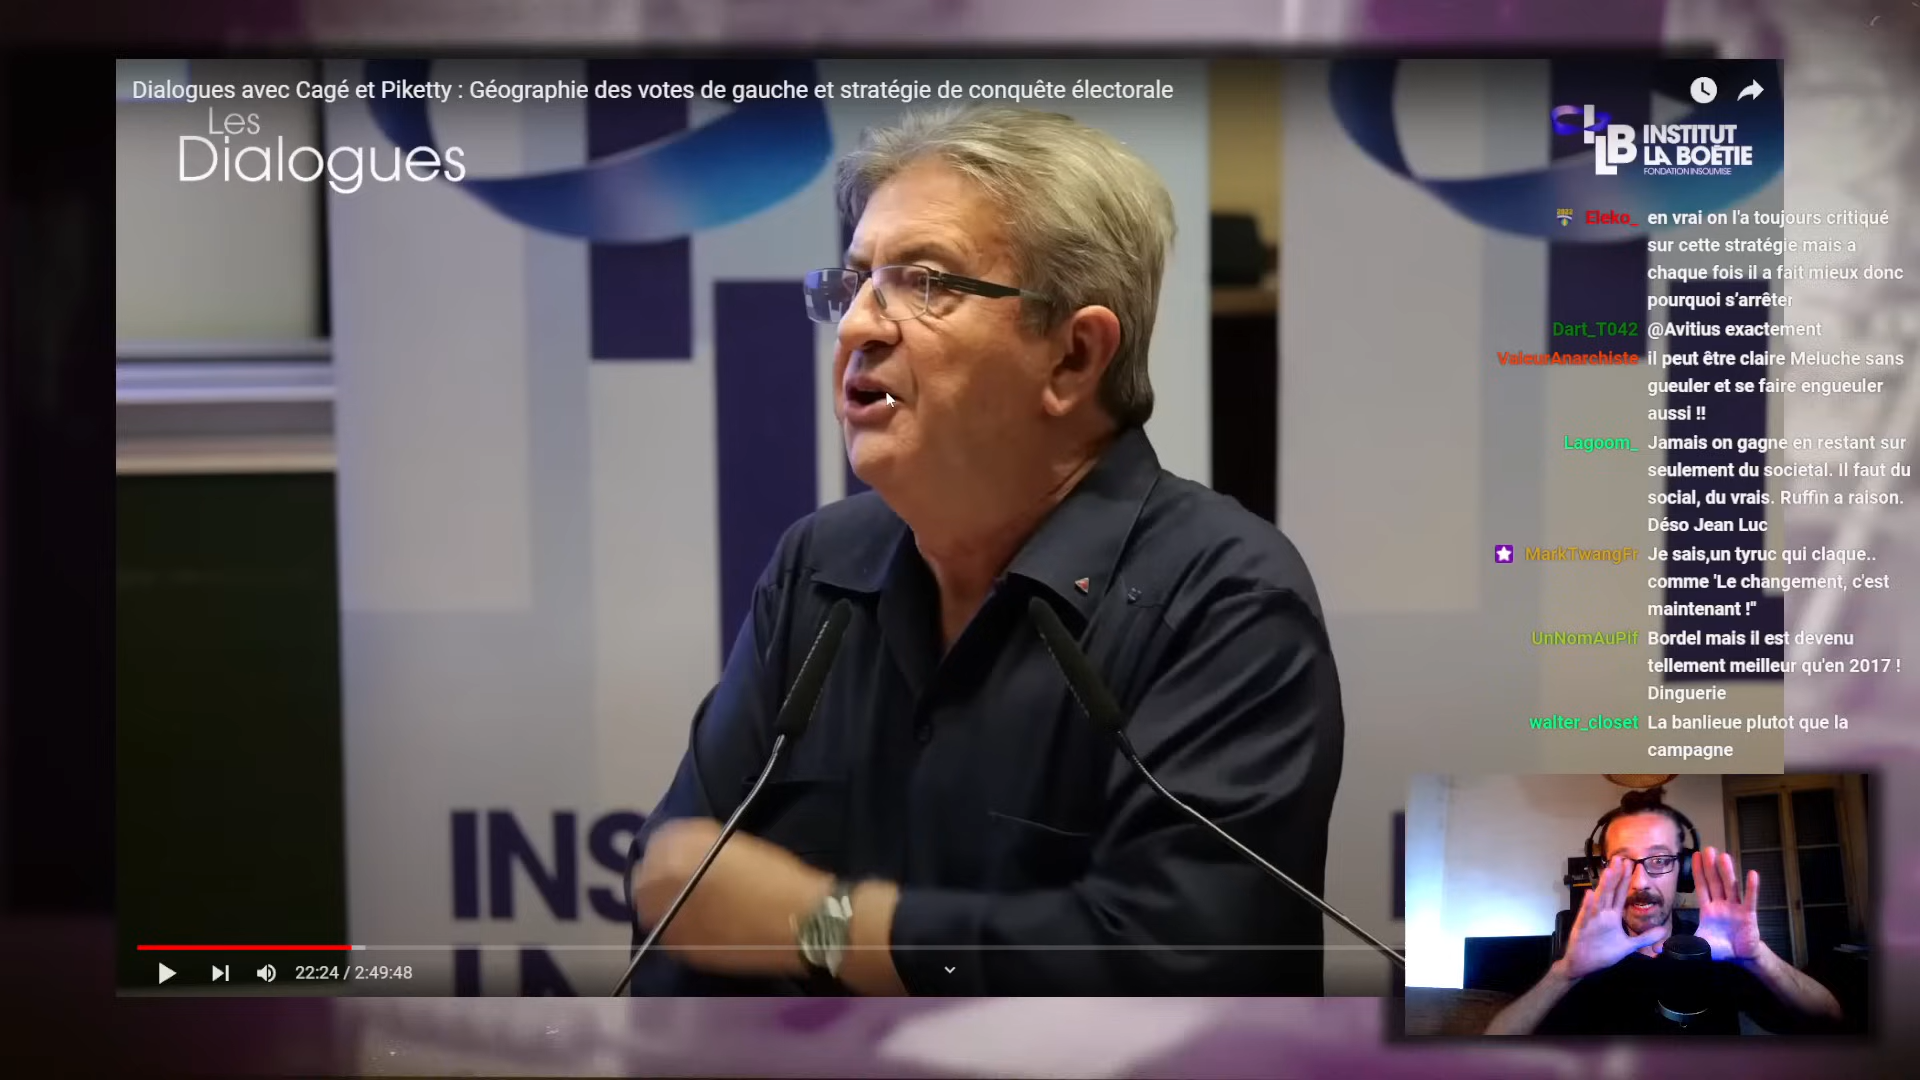 Dialogues avec Cagé et Piketty : Géographie des votes de gauche et stratégie de conquête électorale
Les
Dialogues
ILB INSTITUT
LA BOÉTIE
FONDATION INSOUMISE
Eleko_ en vrai on l'a toujours critiqué
sur cette stratégie mais a
chaque fois il a fait mieux donc
pourquoi s'arrêter
Dart_T042 @Avitius exactement
ValeurAnarchiste il peut être claire Meluche sans
gueuler et se faire engueuler
aussi !!
Lagoom_ Jamais on gagne en restant sur
seulement du societal. Il faut du
social, du vrais. Ruffin a raison.
Déso Jean Luc
MarkTwangFr Je sais,un tyruc qui claque..
comme 'Le changement, c'est
maintenant !"
UnNomAuPif Bordel mais il est devenu
tellement meilleur qu'en 2017 !
Dinguerie
walter_closet La banlieue plutot que la
campagne
INS
22:24 / 2:49:48